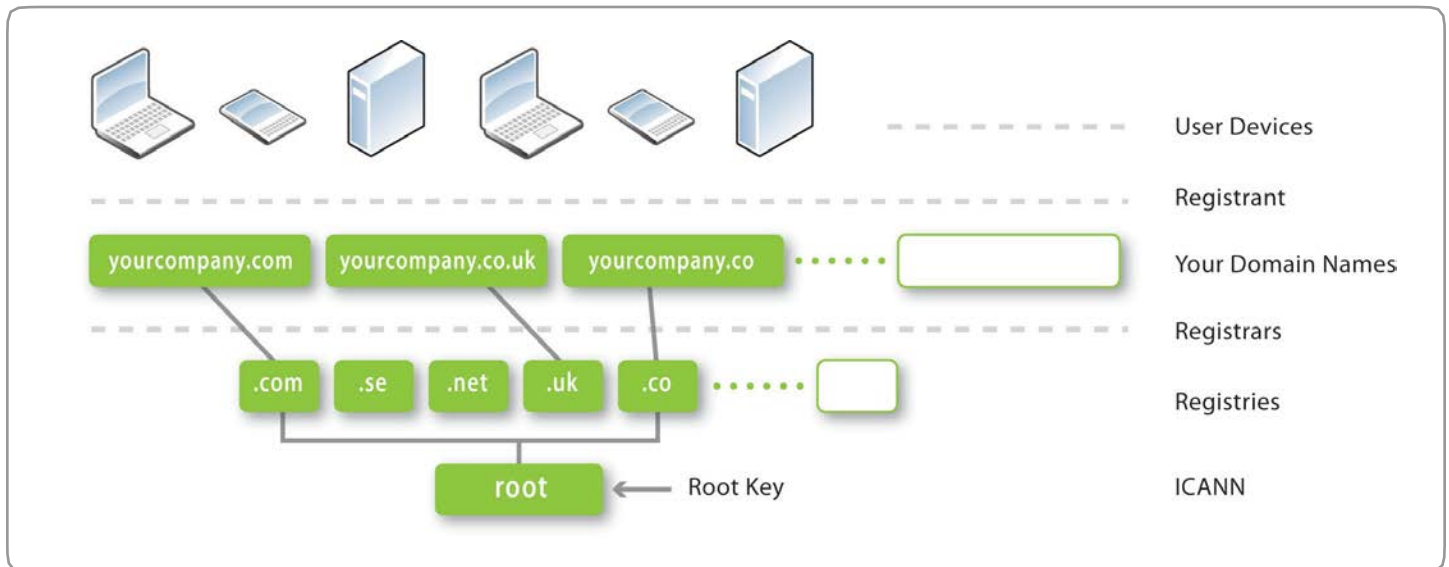 User Devices
Registrant
yourcompany.com yourcompany.co.uk yourcompany.co Your Domain Names
Registrars
.com .se .net .uk .co Registries
root Root Key ICANN